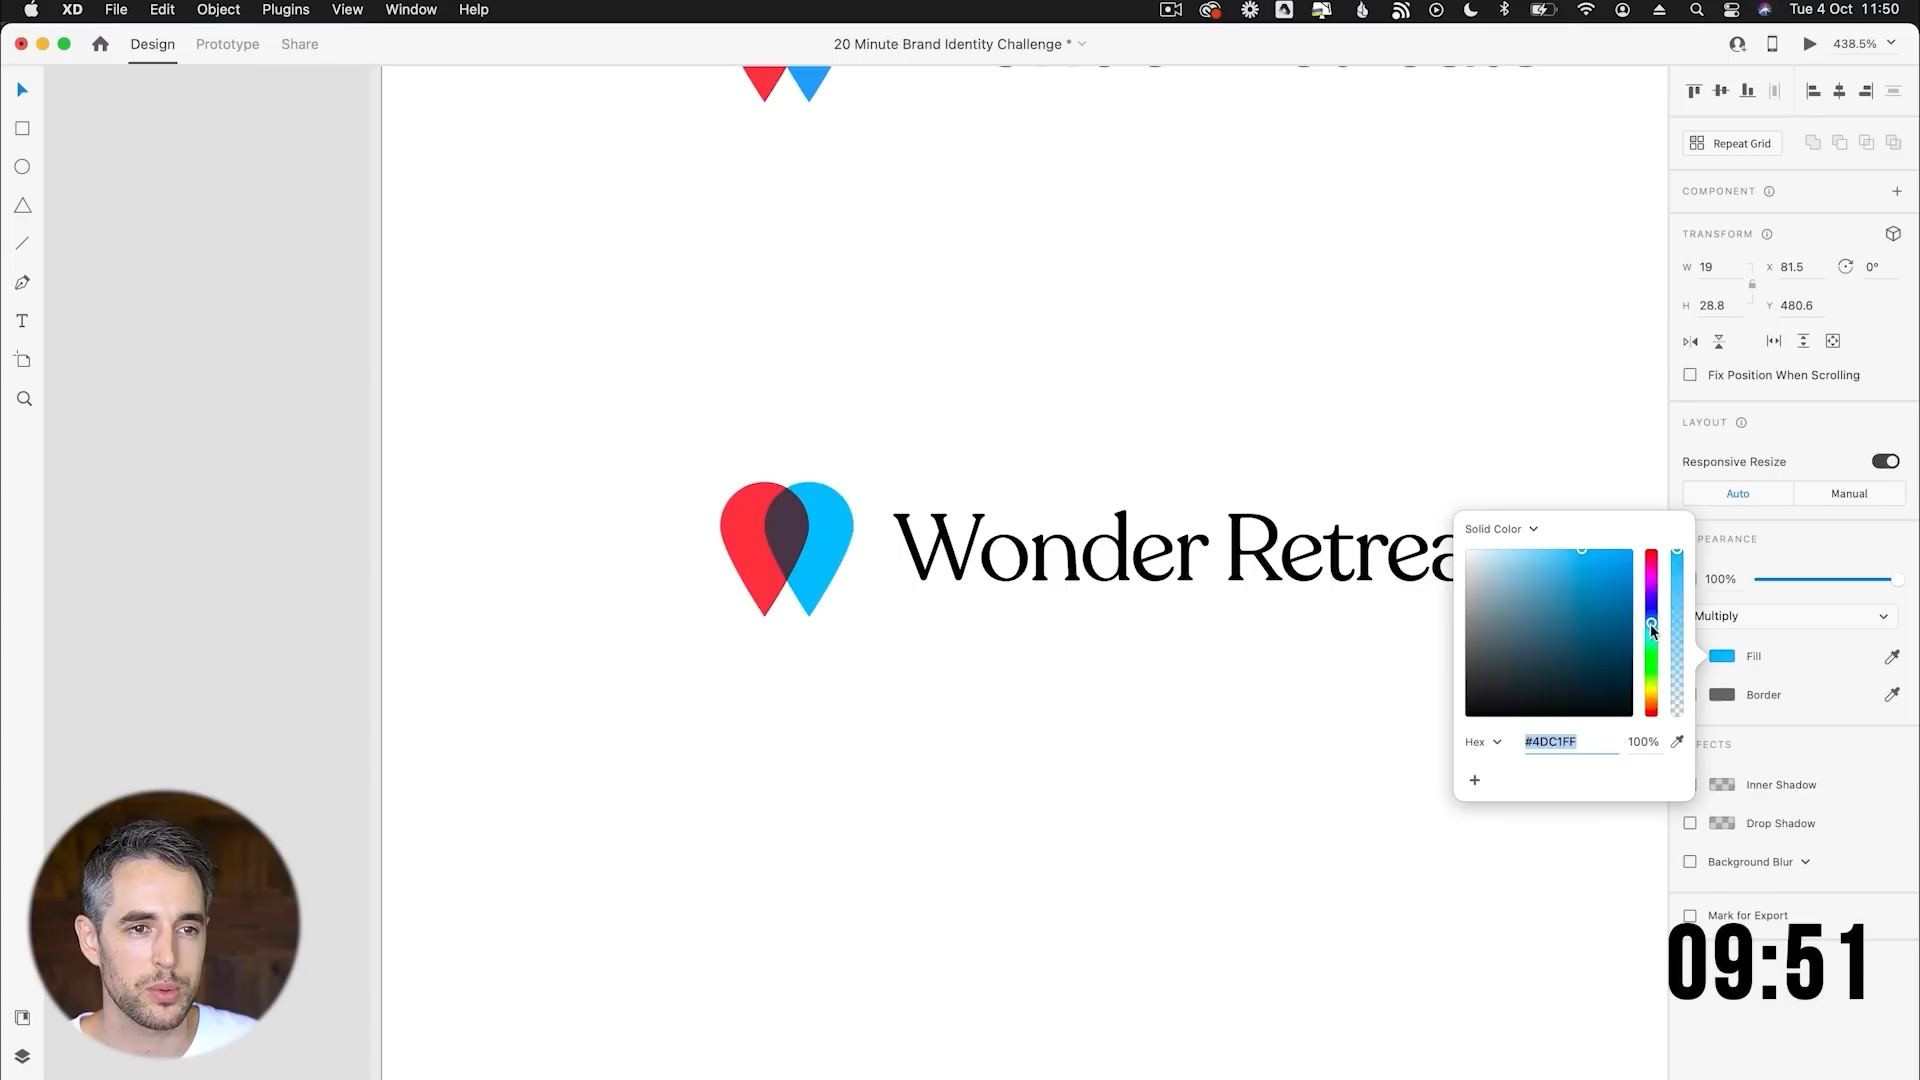 XD File Edit Object Plugins View Window Help Tue 4 Oct 11:50
Design Prototype Share 20 Minute Brand Identity Challenge * 438.5%
Repeat Grid
COMPONENT
TRANSFORM
W 19 X 81.5 0°
H 28.8 Y 480.6
Fix Position When Scrolling
LAYOUT
Responsive Resize
Auto Manual
Solid Color
PEARANCE
Wonder Retrea
100%
Multiply
Fill
Border
Hex #4DC1FF 100%
FECTS
+
Inner Shadow
Drop Shadow
Background Blur
Mark for Export
09:51